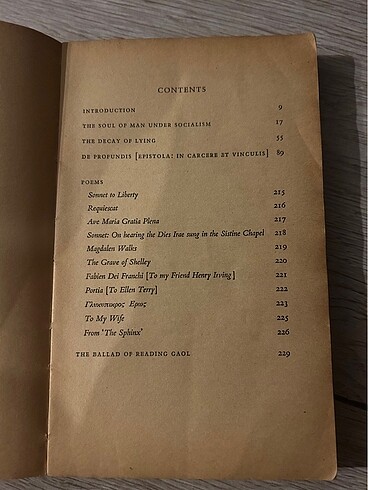 CONTENTS
INTRODUCTION 9
THE SOUL OF MAN UNDER SOCIALISM 17
THE DECAY OF LYING 55
DE PROFUNDIS [EPISTOLA: IN CARCERE ET VINCULIS] 89
POEMS
Sonnet to Liberty 215
Requiescat 216
Ave Maria Gratia Plena 217
Sonnet: On hearing the Dies Irae sung in the Sistine Chapel 218
Magdalen Walks 219
The Grave of Shelley 220
Fabien Dei Franchi [To my Friend Henry Irving] 221
Portia [To Ellen Terry] 222
Γλυκυπικρος Ερως 223
To My Wife 225
From 'The Sphinx' 226
THE BALLAD OF READING GAOL 229